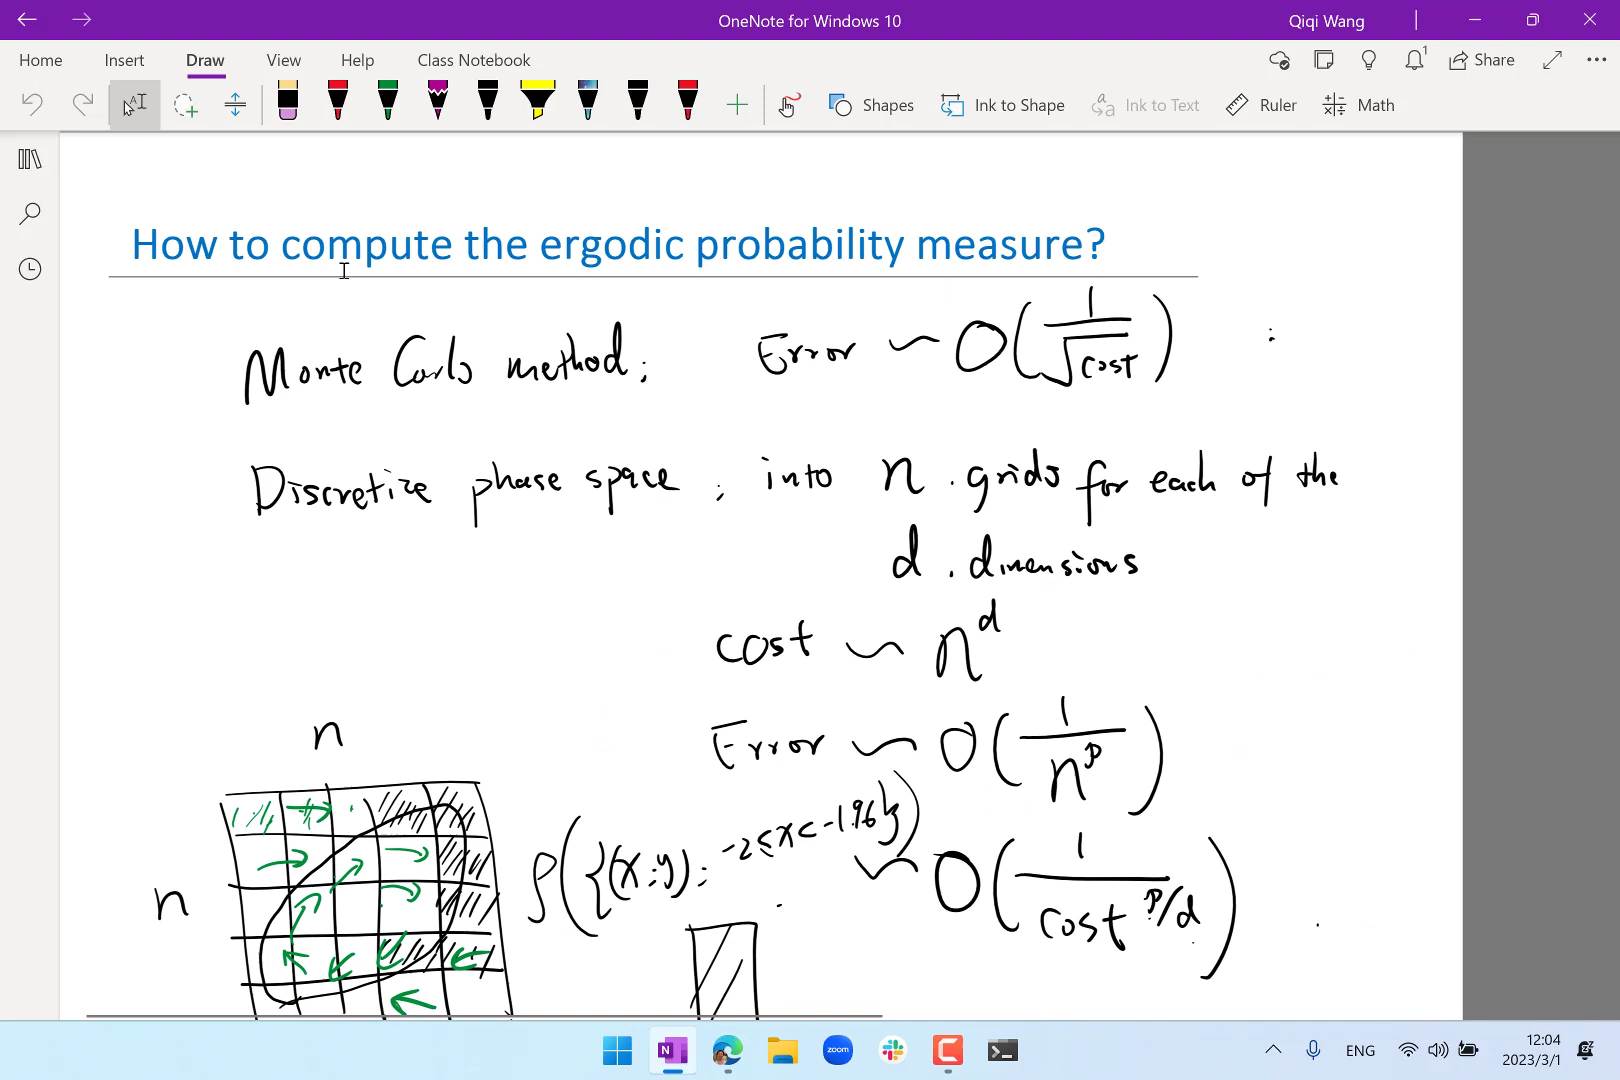 OneNote for Windows 10
Qiqi Wang
Home Insert Draw View Help Class Notebook
1 Share
Shapes Ink to Shape Ink to Text Ruler Math
How to compute the ergodic probability measure?
Monte Carlo method; Error ~ O(1/√cost)
Discretize phase space; into n grids for each of the
d dimensions
cost ~ n^d
Error ~ O(1/n^p)
n
ρ({(x,y): -2≤x<-1.96})
~ O(1/cost^(p/d))
n
zoom
ENG
12:04
2023/3/1